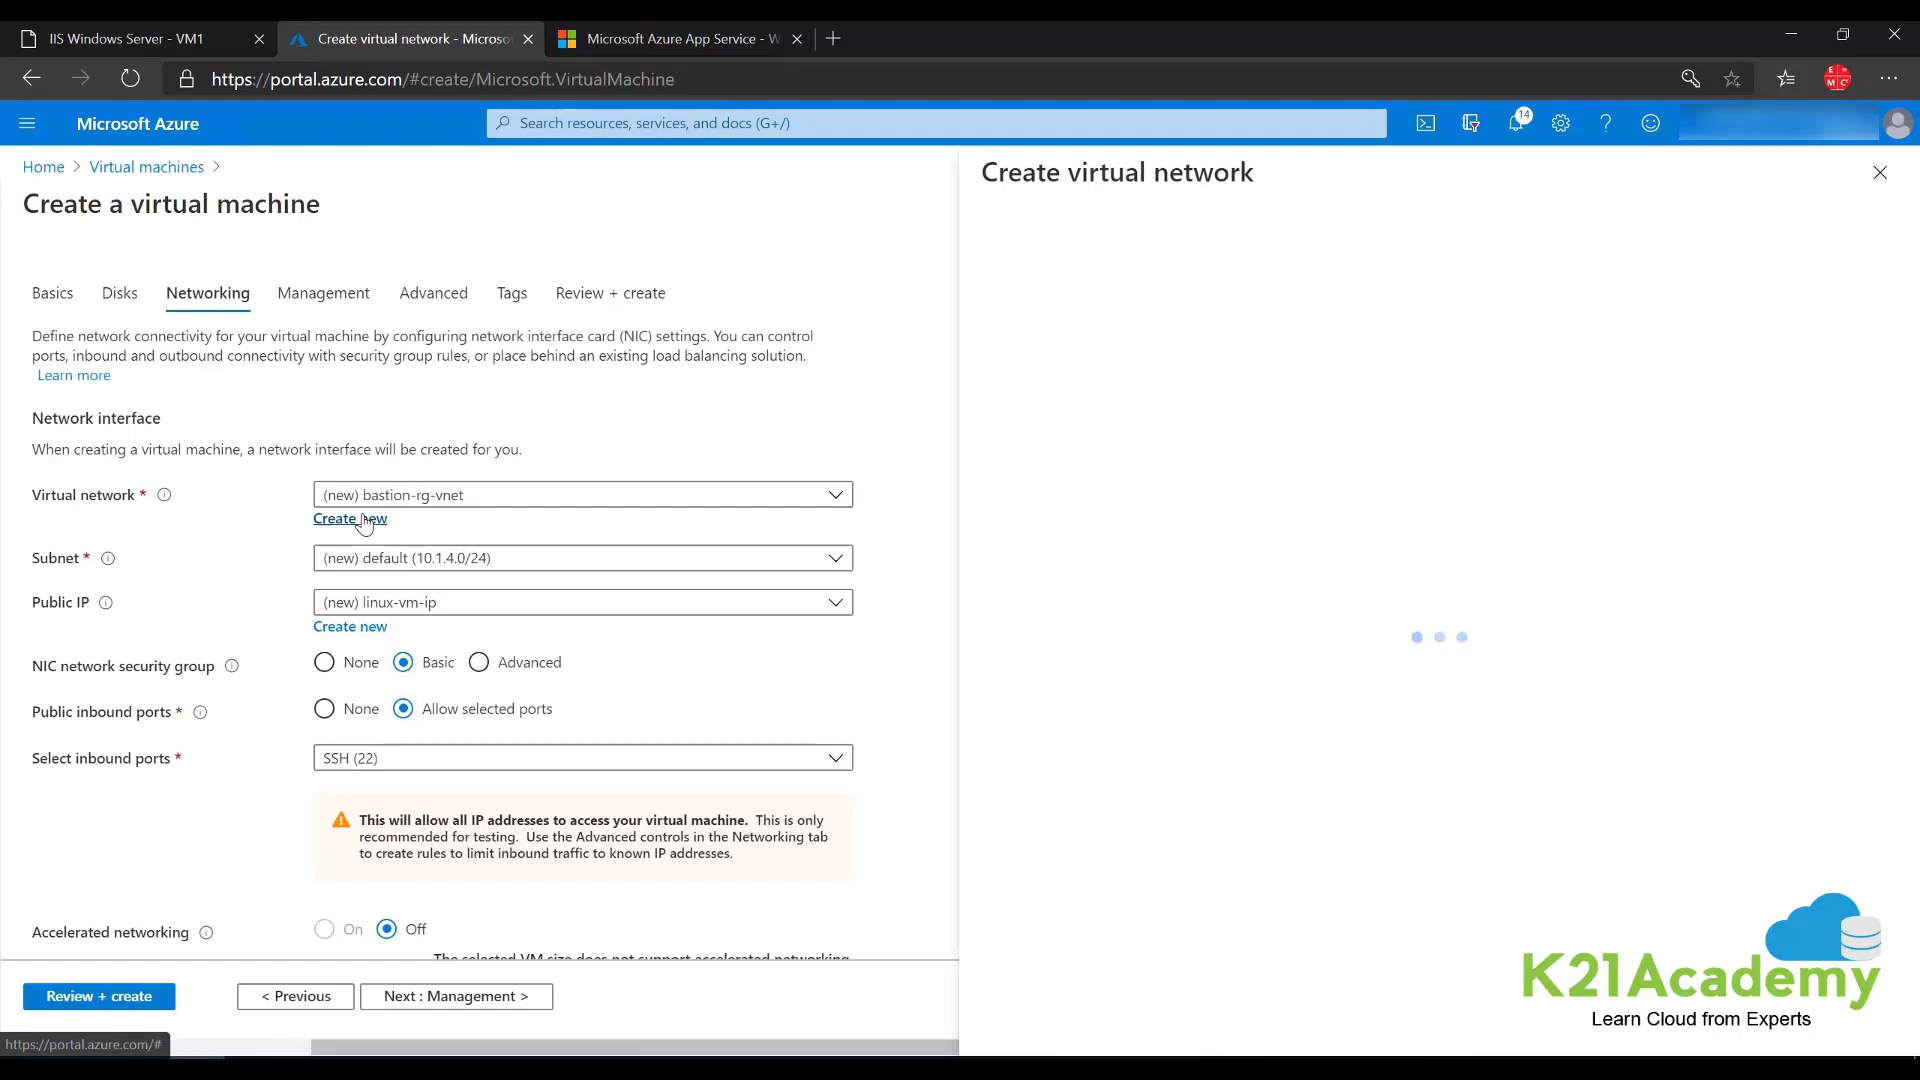 IIS Windows Server - VM1
Create virtual network - Microso
Microsoft Azure App Service - W
https://portal.azure.com/#create/Microsoft.VirtualMachine
Microsoft Azure
Search resources, services, and docs (G+/)
14
Home > Virtual machines >
Create a virtual machine
Create virtual network
Basics Disks Networking Management Advanced Tags Review + create
Define network connectivity for your virtual machine by configuring network interface card (NIC) settings. You can control
ports, inbound and outbound connectivity with security group rules, or place behind an existing load balancing solution.
Learn more
Network interface
When creating a virtual machine, a network interface will be created for you.
Virtual network * (new) bastion-rg-vnet
Create new
Subnet * (new) default (10.1.4.0/24)
Public IP (new) linux-vm-ip
Create new
NIC network security group None Basic Advanced
Public inbound ports * None Allow selected ports
Select inbound ports * SSH (22)
This will allow all IP addresses to access your virtual machine. This is only
recommended for testing. Use the Advanced controls in the Networking tab
to create rules to limit inbound traffic to known IP addresses.
Accelerated networking On Off
The selected VM size does not support accelerated networking
Review + create < Previous Next : Management >
https://portal.azure.com/#
K21Academy
Learn Cloud from Experts